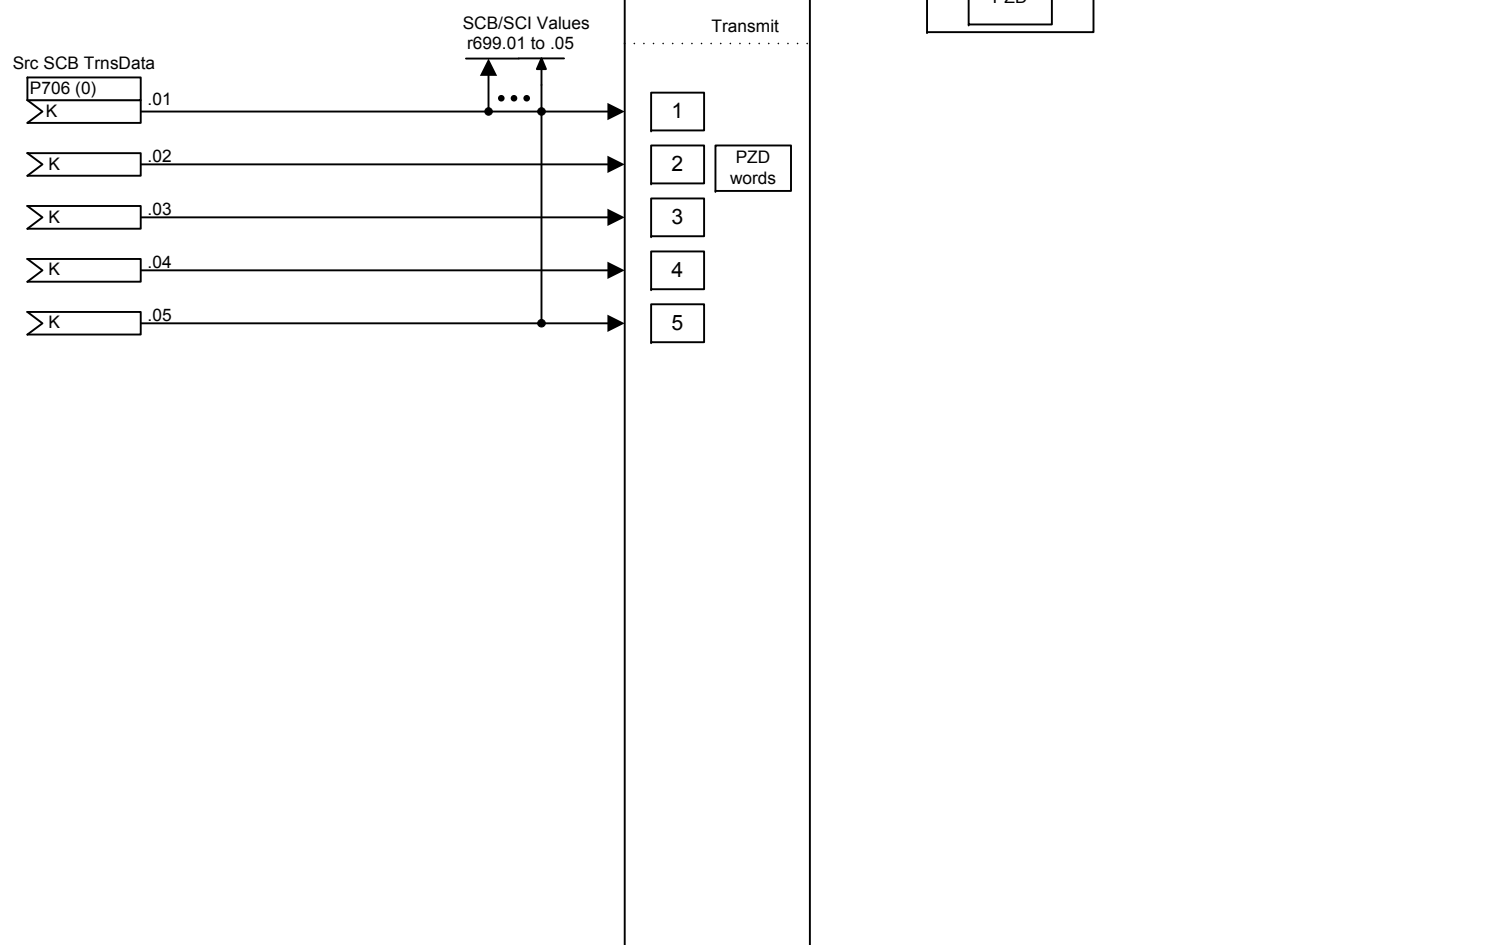 PZD
SCB/SCI Values
r699.01 to .05
Transmit
Src SCB TrnsData
P706 (0)
K
.01
1
K
.02
2
PZD
words
K
.03
3
K
.04
4
K
.05
5